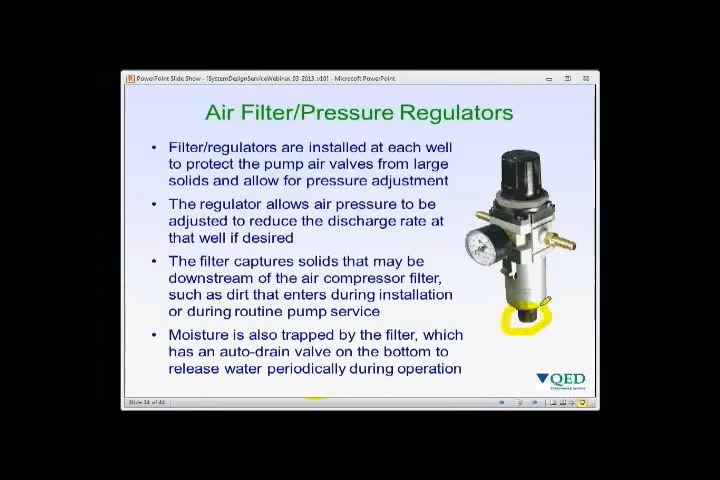 PowerPoint Slide Show - [SystemDesignServiceWebinar.03-2013.v10] - Microsoft PowerPoint
Air Filter/Pressure Regulators
• Filter/regulators are installed at each well
to protect the pump air valves from large
solids and allow for pressure adjustment
• The regulator allows air pressure to be
adjusted to reduce the discharge rate at
that well if desired
• The filter captures solids that may be
downstream of the air compressor filter,
such as dirt that enters during installation
or during routine pump service
• Moisture is also trapped by the filter, which
has an auto-drain valve on the bottom to
release water periodically during operation
QED
Slide 34 of 44